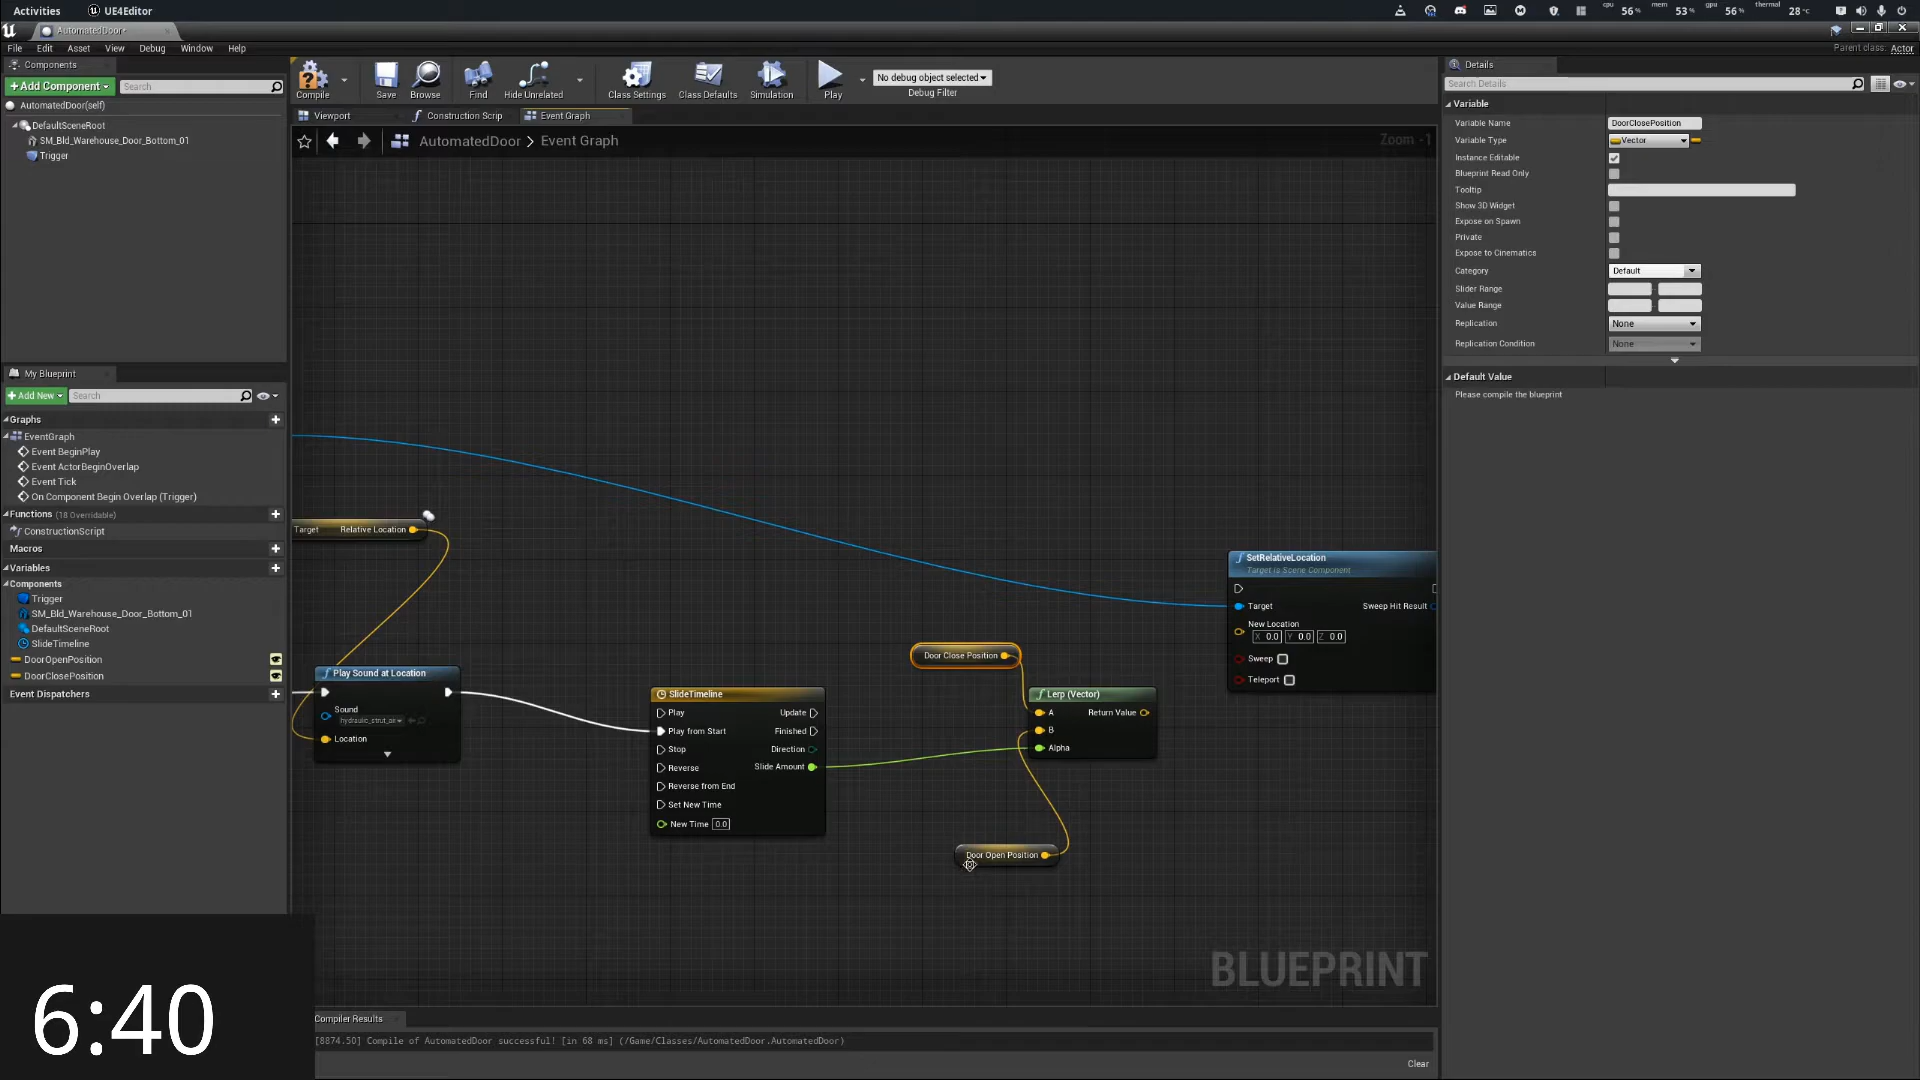 Activities
UE4Editor
cpu 56% mem 53% gpu 56% thermal 28°C
AutomatedDoor*
File Edit Asset View Window Help
Parent class: Actor
Components
+Add Component Search
AutomatedDoor(self)
DefaultSceneRoot
SM_Bld_Warehouse_Door_Bottom_01
Trigger
Compile Save Browse Find Hide Unrelated Class Settings Class Defaults Simulation Play
No debug object selected
Debug Filter
Viewport Construction Scrip Event Graph
AutomatedDoor > Event Graph
Zoom -1
My Blueprint
+Add New Search
Graphs
EventGraph
Event BeginPlay
Event ActorBeginOverlap
Event Tick
On Component Begin Overlap (Trigger)
Functions (18 Overridable)
ConstructionScript
Macros
Variables
Components
Trigger
SM_Bld_Warehouse_Door_Bottom_01
DefaultSceneRoot
SlideTimeline
DoorOpenPosition
DoorClosePosition
Event Dispatchers
Target Relative Location
Play Sound at Location
Sound
hydraulic_strut_air
Location
SlideTimeline
Play Update
Play from Start Finished
Stop Direction
Reverse Slide Amount
Reverse from End
Set New Time
New Time 0.0
Door Close Position
Lerp (Vector)
A Return Value
B
Alpha
Door Open Position
SetRelativeLocation
Target is Scene Component
Target Sweep Hit Result
New Location
X 0.0 Y 0.0 Z 0.0
Sweep
Teleport
BLUEPRINT
Compiler Results
[8874.50] Compile of AutomatedDoor successful! [in 68 ms] (/Game/Classes/AutomatedDoor.AutomatedDoor)
Clear
6:40
Details
Search Details
Variable
Variable Name DoorClosePosition
Variable Type Vector
Instance Editable
Blueprint Read Only
Tooltip
Show 3D Widget
Expose on Spawn
Private
Expose to Cinematics
Category Default
Slider Range
Value Range
Replication None
Replication Condition None
Default Value
Please compile the blueprint